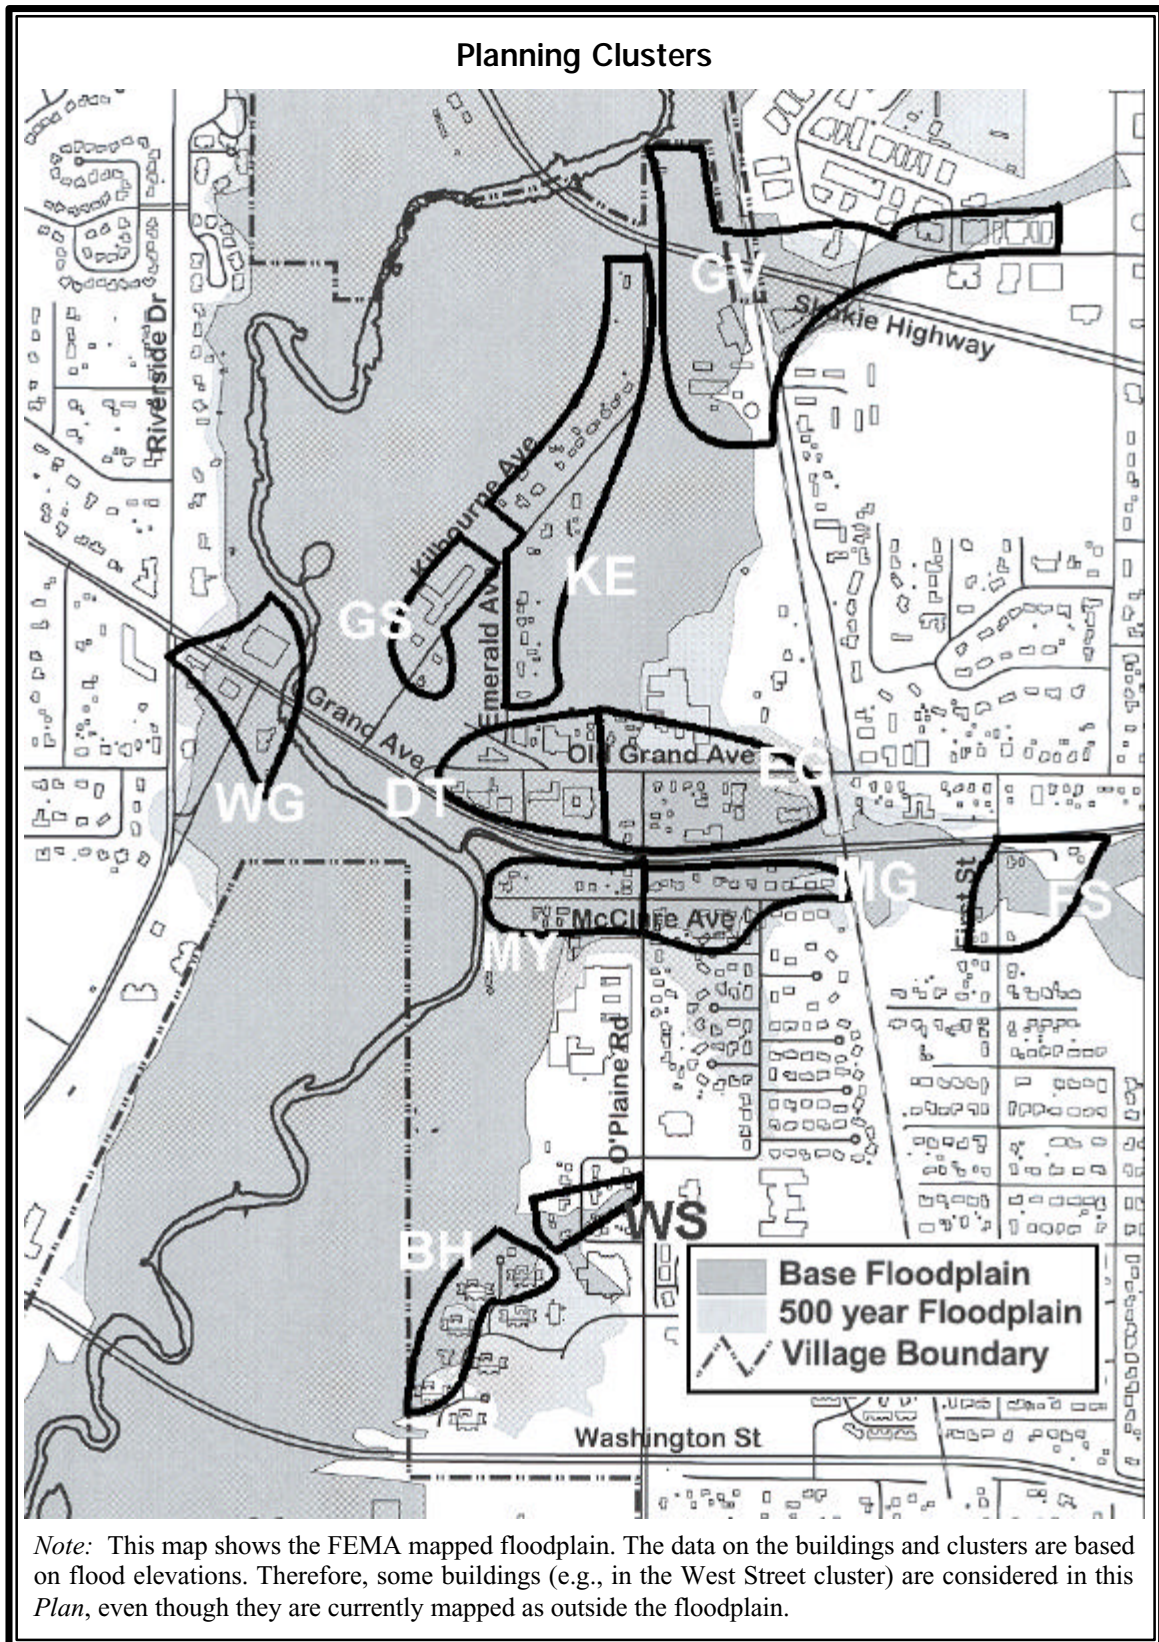 Planning Clusters
GV
Skokie Highway
Riverside Dr
Kilbourne Ave
KE
GS
Emerald Ave
Grand Ave
Old Grand Ave
EG
WG
DT
MG
First St
FS
McClure Ave
MY
O'Plaine Rd
WS
BH
Base Floodplain
500 year Floodplain
Village Boundary
Washington St
Note: This map shows the FEMA mapped floodplain. The data on the buildings and clusters are based
on flood elevations. Therefore, some buildings (e.g., in the West Street cluster) are considered in this
Plan, even though they are currently mapped as outside the floodplain.